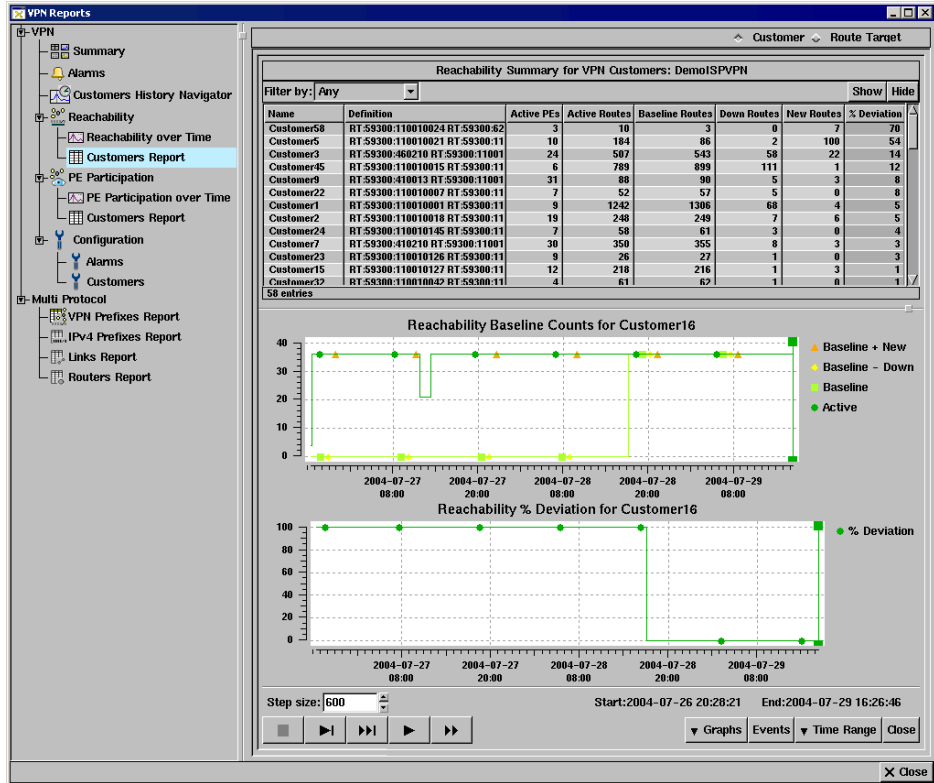 VPN Reports
VPN
Summary
Alarms
Customers History Navigator
Reachability
Reachability over Time
Customers Report
PE Participation
PE Participation over Time
Customers Report
Configuration
Alarms
Customers
Multi Protocol
VPN Prefixes Report
IPv4 Prefixes Report
Links Report
Routers Report
Customer Route Target
Reachability Summary for VPN Customers: DemoISPVPN
Filter by: Any Show Hide
Name Definition Active PEs Active Routes Baseline Routes Down Routes New Routes % Deviation
Customer58 RT:59300:110010024 RT:59300:62 3 10 3 0 7 70
Customer5 RT:59300:110010021 RT:59300:11 10 184 86 2 100 54
Customer3 RT:59300:460210 RT:59300:11001 24 507 543 58 22 14
Customer45 RT:59300:110010015 RT:59300:11 6 789 899 111 1 12
Customer9 RT:59300:410013 RT:59300:11001 31 88 90 5 3 8
Customer22 RT:59300:110010007 RT:59300:11 7 52 57 5 0 8
Customer1 RT:59300:110010001 RT:59300:11 9 1242 1306 68 4 5
Customer2 RT:59300:110010018 RT:59300:11 19 248 249 7 6 5
Customer24 RT:59300:110010145 RT:59300:11 7 58 61 3 0 4
Customer7 RT:59300:410210 RT:59300:11001 30 350 355 8 3 3
Customer23 RT:59300:110010126 RT:59300:11 9 26 27 1 0 3
Customer15 RT:59300:110010127 RT:59300:11 12 218 216 1 3 1
Customer32 RT:59300:110010042 RT:59300:11 4 61 62 1 0 1
58 entries
Reachability Baseline Counts for Customer16
40
30
20
10
0
Baseline + New
Baseline - Down
Baseline
Active
2004-07-27 2004-07-27 2004-07-28 2004-07-28 2004-07-29
08:00 20:00 08:00 20:00 08:00
Reachability % Deviation for Customer16
100
80
60
40
20
0
% Deviation
2004-07-27 2004-07-27 2004-07-28 2004-07-28 2004-07-29
08:00 20:00 08:00 20:00 08:00
Step size: 600 Start:2004-07-26 20:28:21 End:2004-07-29 16:26:46
Graphs Events Time Range Close
Close